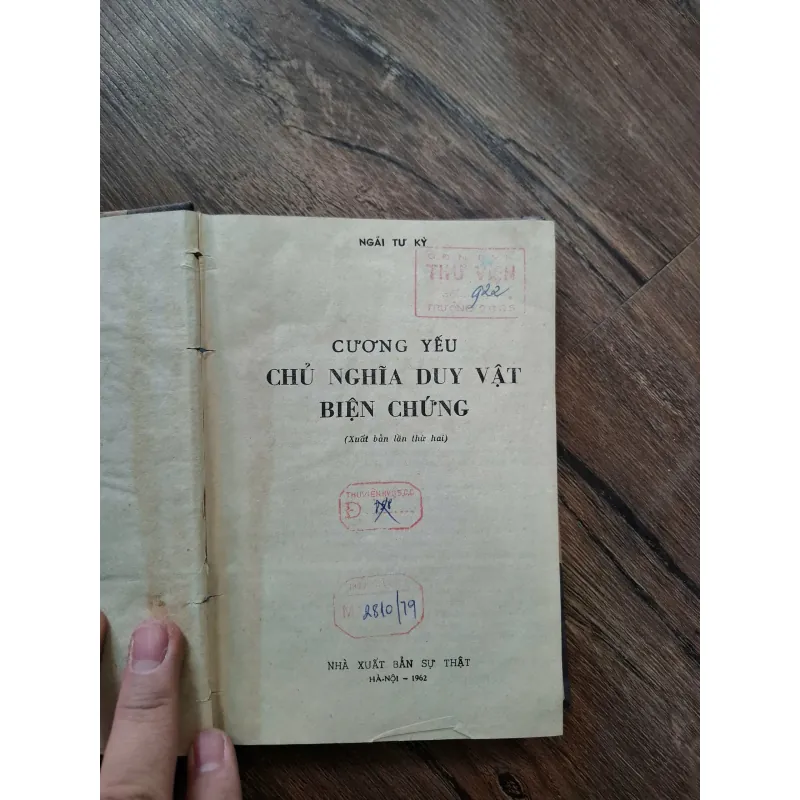 NGẢI TƯ KỲ
THƯ VIỆN
922.
CƯƠNG YẾU
CHỦ NGHĨA DUY VẬT
BIỆN CHỨNG
(Xuất bản lần thứ hai)
Đ
2810/79
NHÀ XUẤT BẢN SỰ THẬT
HÀ-NỘI - 1962